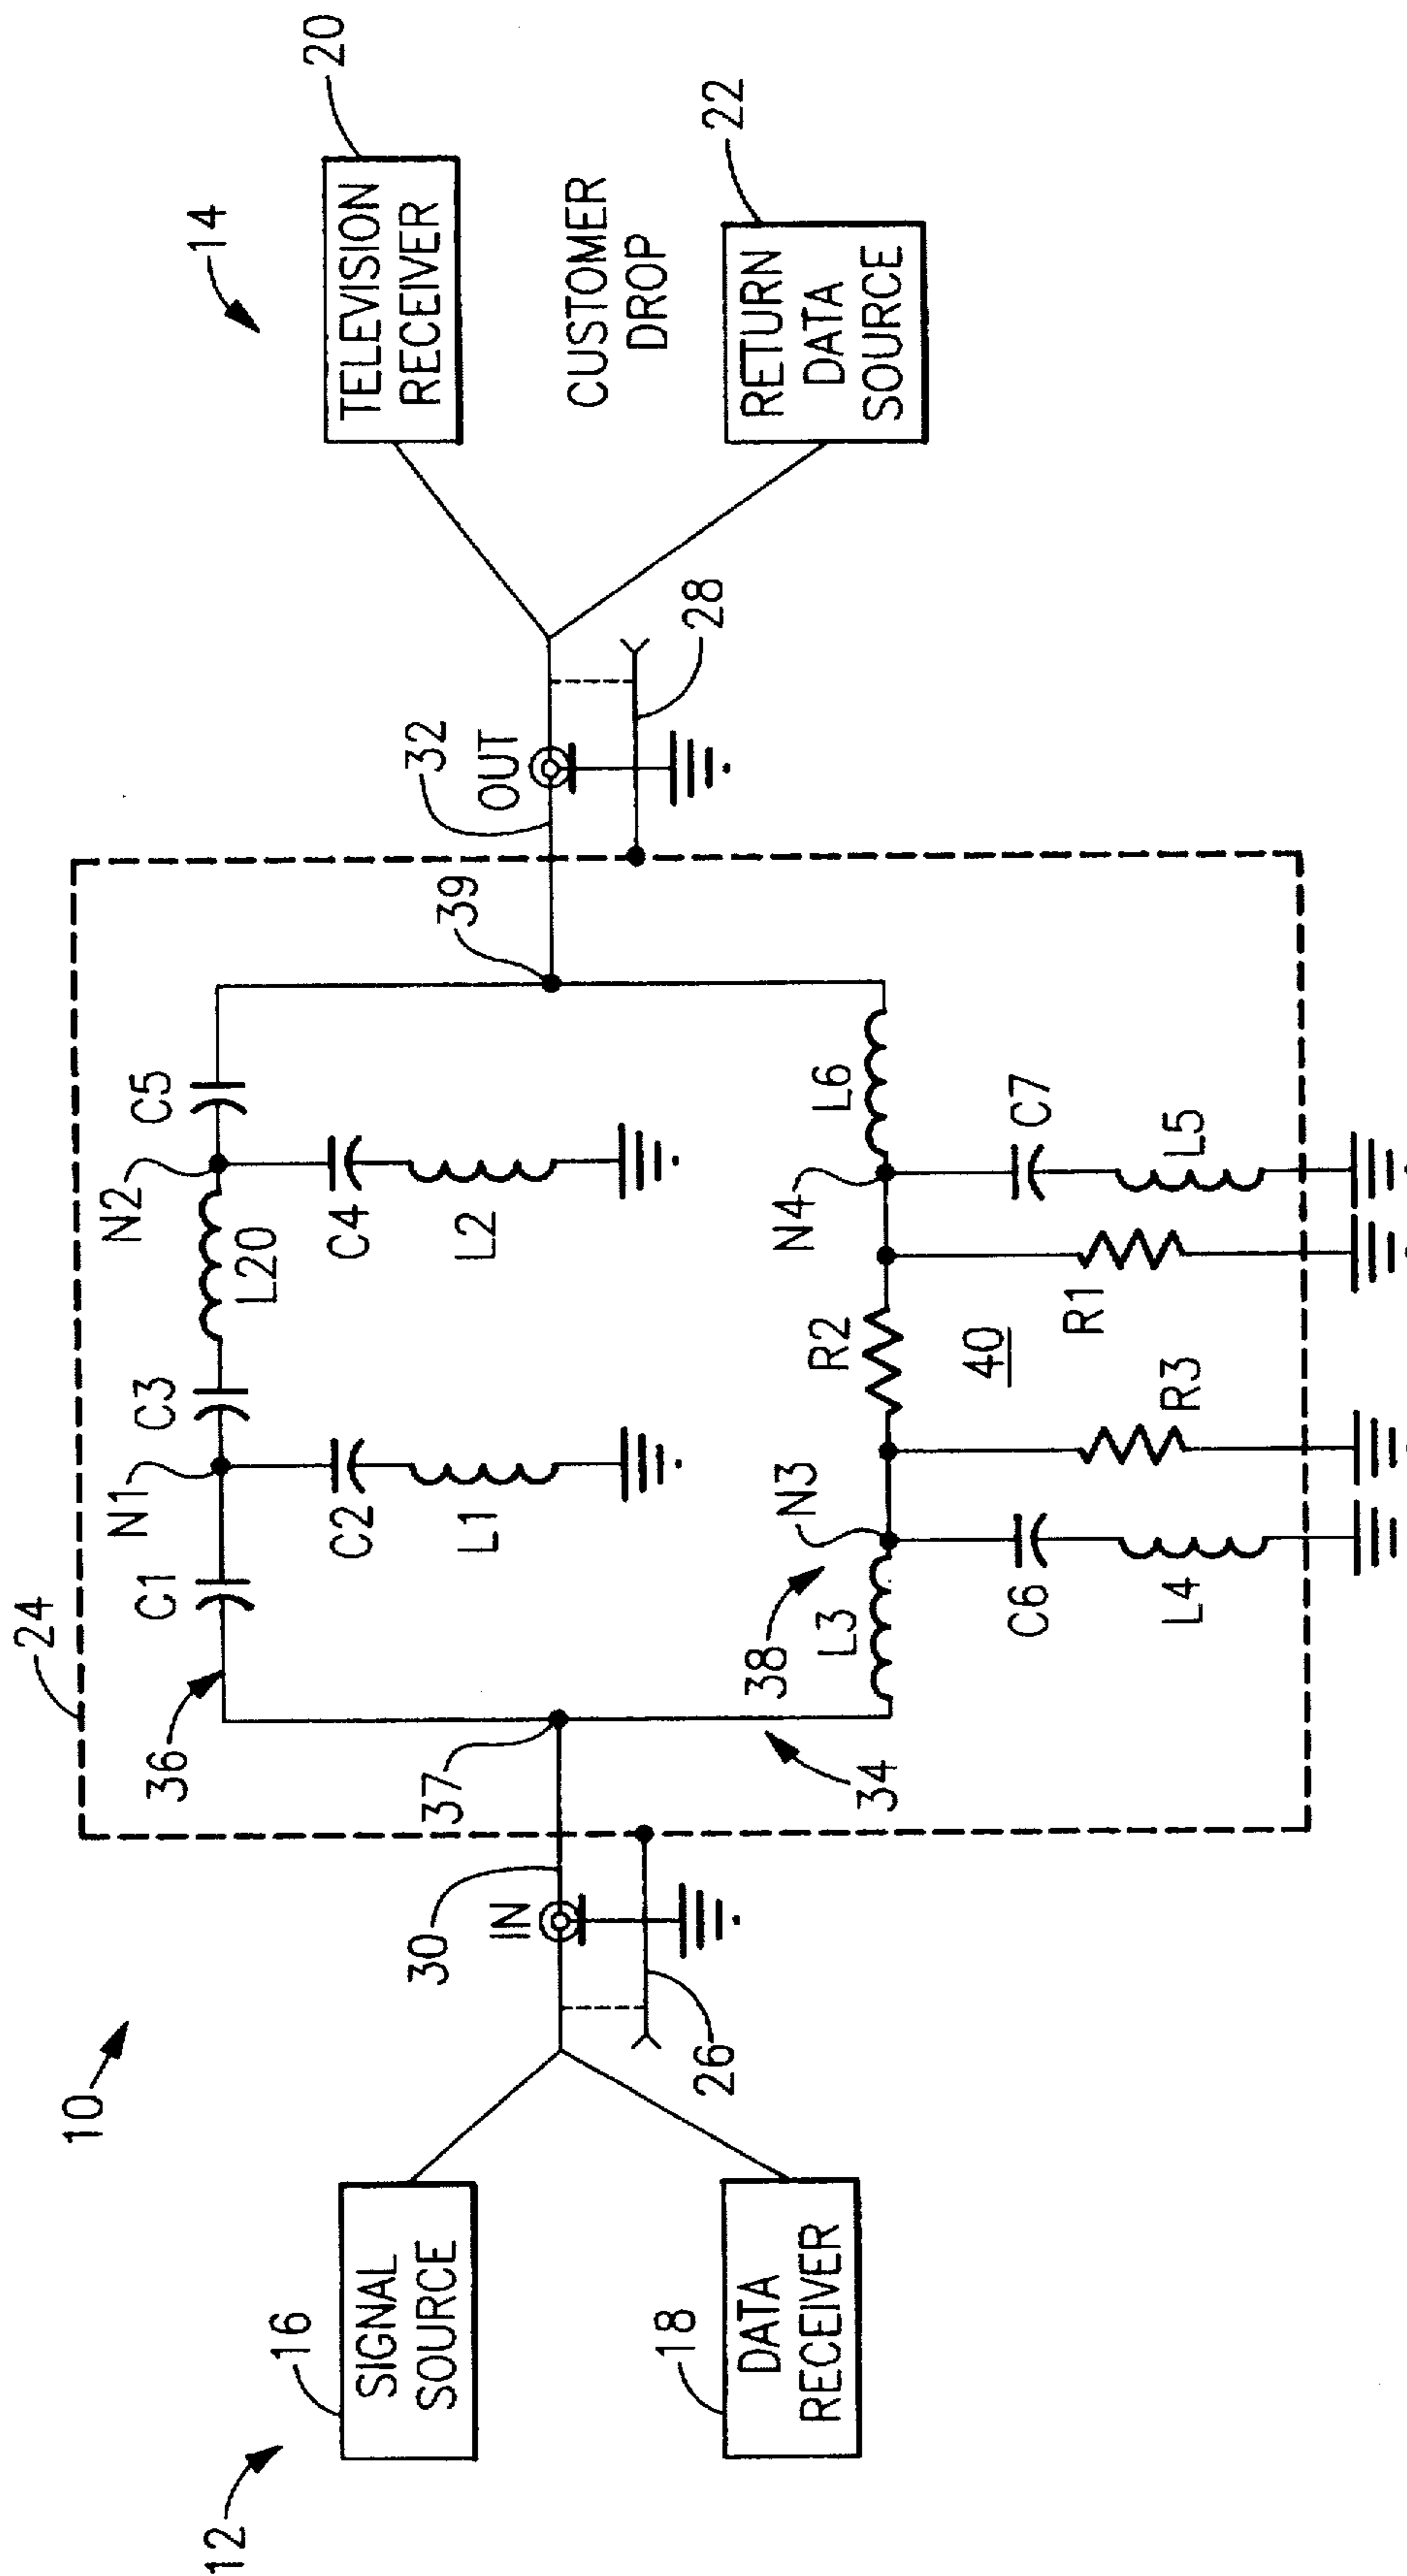 10
12
14
16
SIGNAL
SOURCE
18
DATA
RECEIVER
20
TELEVISION
RECEIVER
CUSTOMER
DROP
22
RETURN
DATA
SOURCE
24
26
28
30
IN
32
OUT
34
36
37
38
39
40
C1
N1
C3
L20
N2
C5
C2
L1
C4
L2
L3
N3
R2
N4
L6
C6
L4
R3
R1
C7
L5